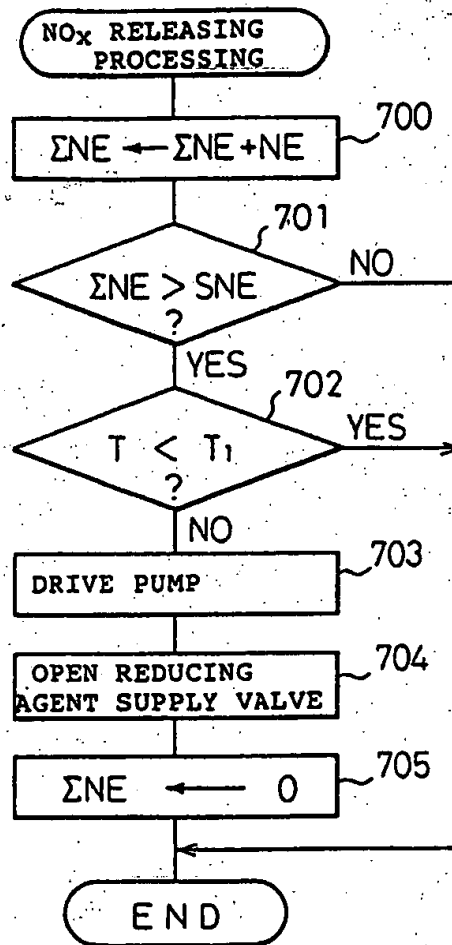 NOx RELEASING
PROCESSING
700
ΣNE ← ΣNE+NE
701
ΣNE > SNE
?
NO
YES
702
T < T1
?
YES
NO
703
DRIVE PUMP
704
OPEN REDUCING
AGENT SUPPLY VALVE
705
ΣNE ← 0
END